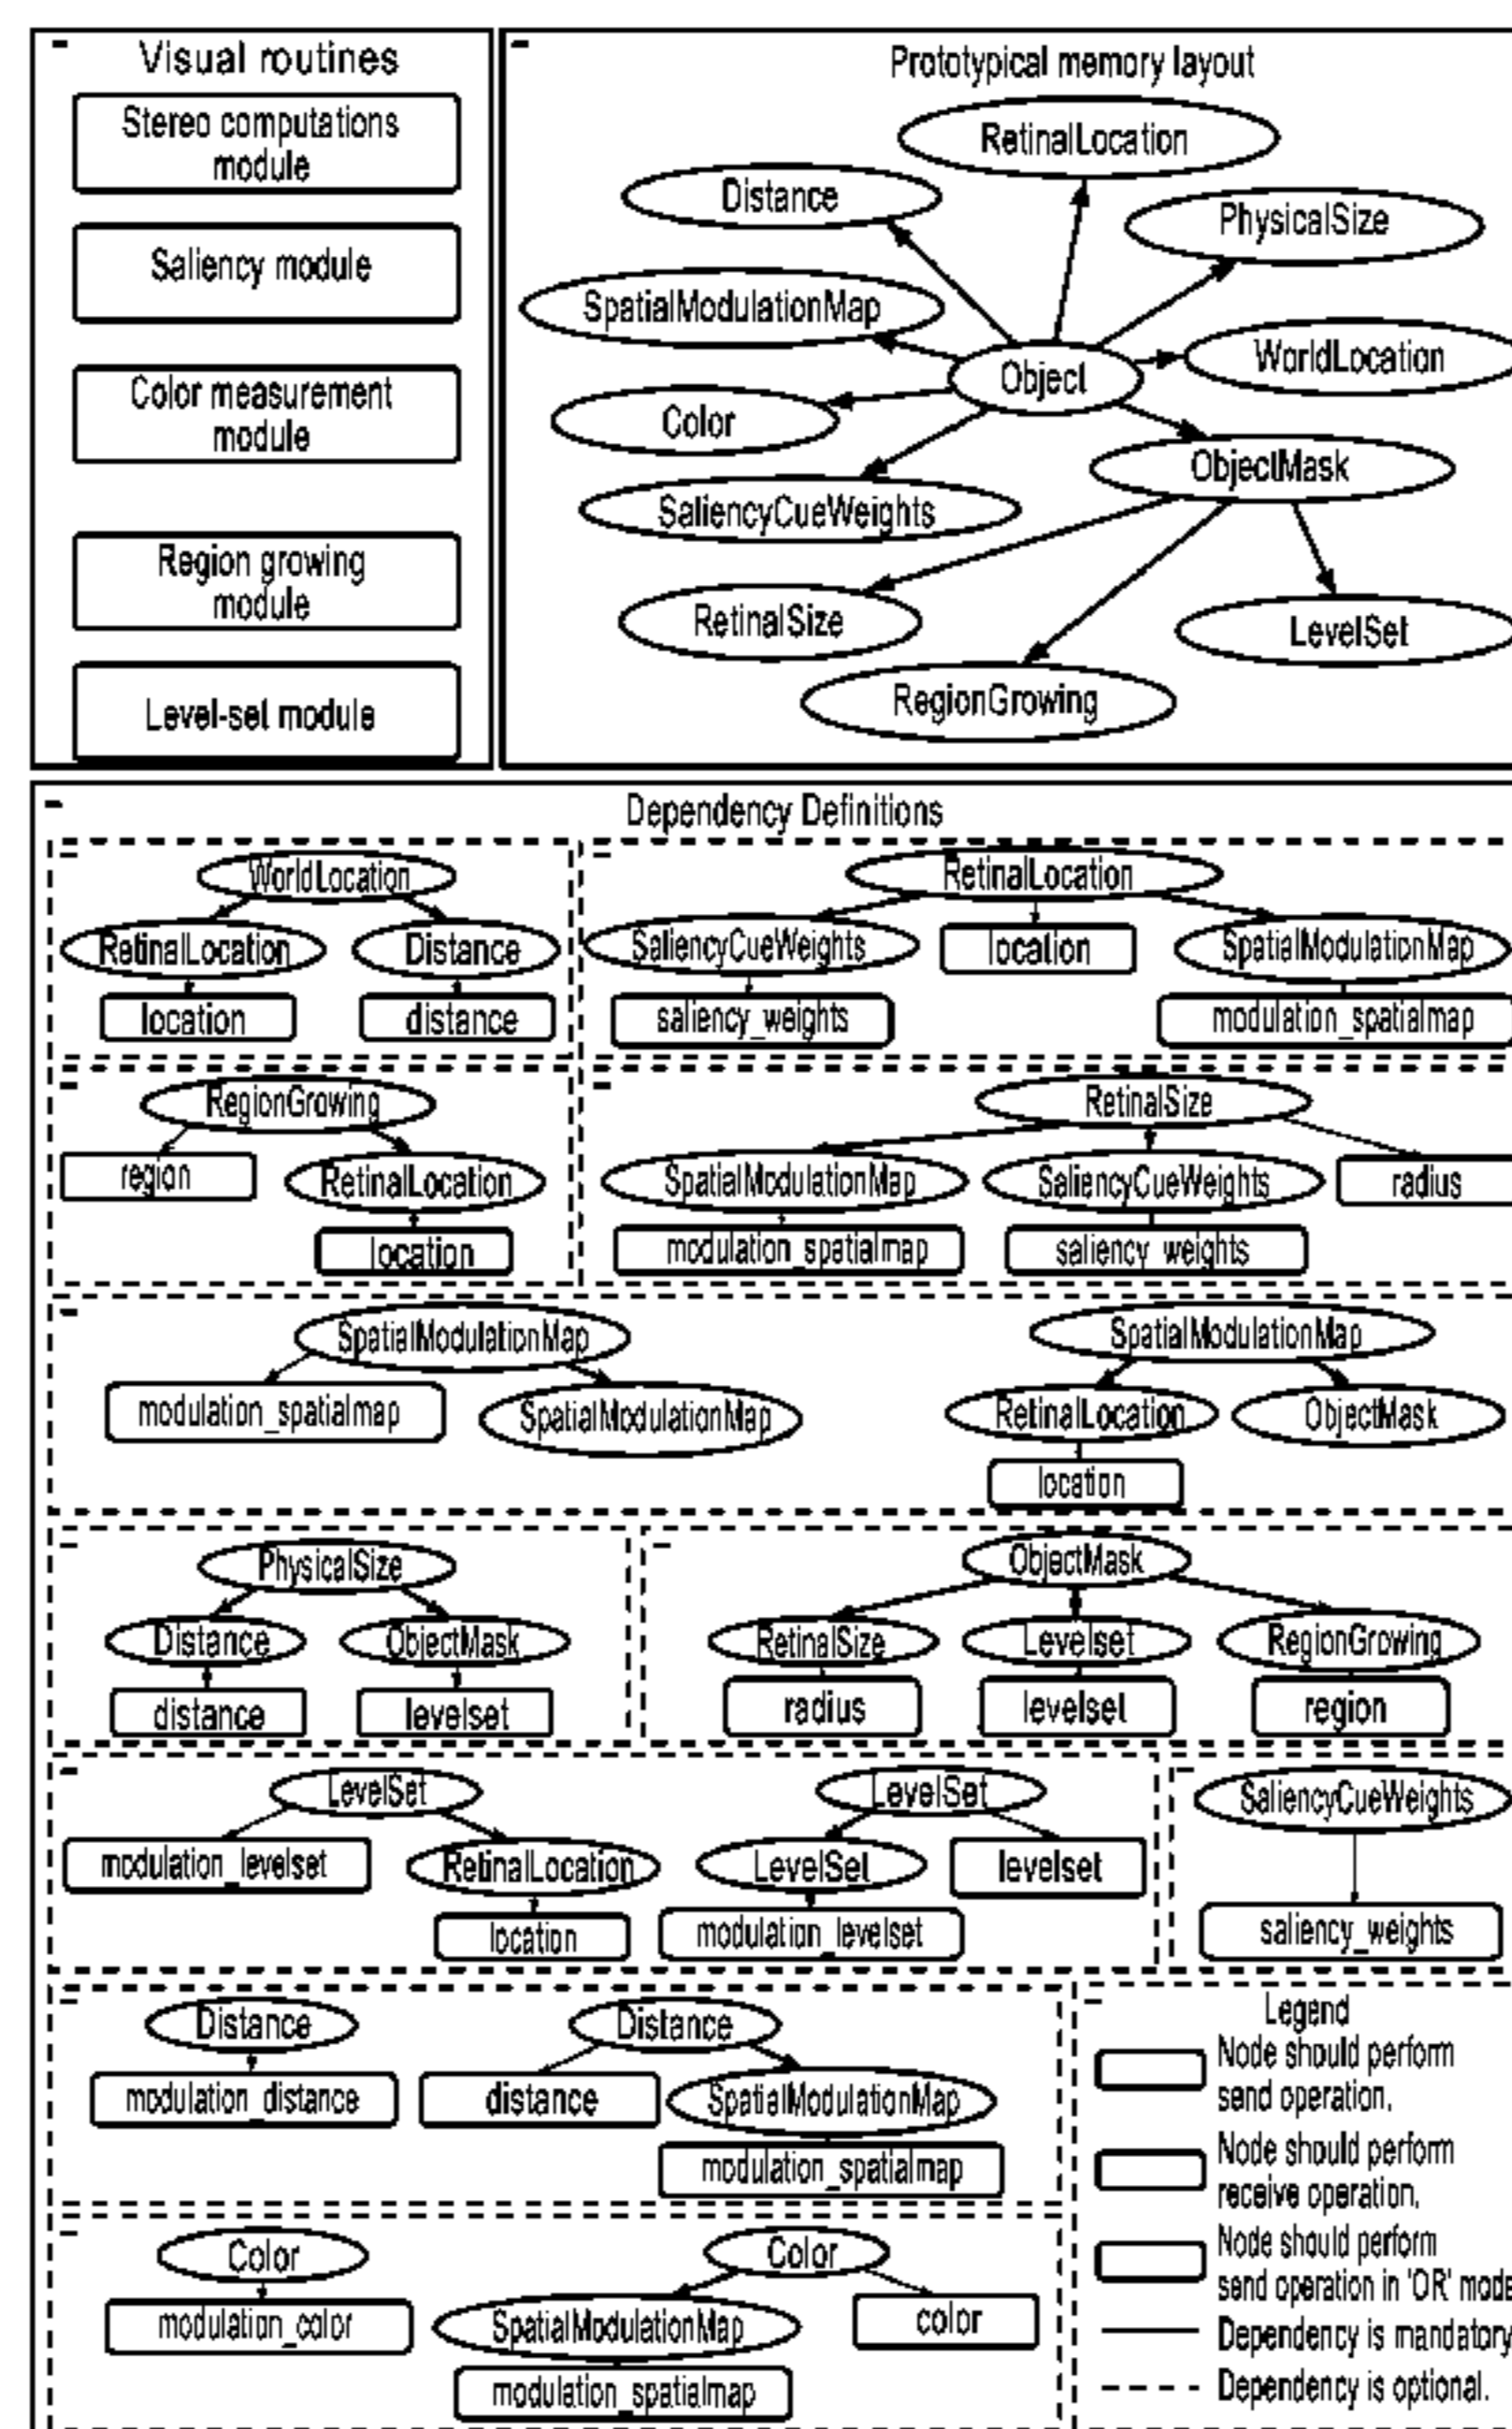 Visual routines
Stereo computations
module
Saliency module
Color measurement
module
Region growing
module
Level-set module
Prototypical memory layout
RetinalLocation
Distance
PhysicalSize
SpatialModulationMap
WorldLocation
Object
Color
ObjectMask
SaliencyCueWeights
RetinalSize
LevelSet
RegionGrowing
Dependency Definitions
WorldLocation
RetinalLocation Distance
location distance
RetinalLocation
SaliencyCueWeights location SpatialModulationMap
saliency_weights modulation_spatialmap
RegionGrowing
region RetinalLocation
location
RetinalSize
SpatialModulationMap SaliencyCueWeights radius
modulation_spatialmap saliency_weights
SpatialModulationMap
modulation_spatialmap SpatialModulationMap
SpatialModulationMap
RetinalLocation ObjectMask
location
PhysicalSize
Distance ObjectMask
distance levelset
ObjectMask
RetinalSize Levelset RegionGrowing
radius levelset region
LevelSet
modulation_levelset RetinalLocation
location
LevelSet
LevelSet levelset
modulation_levelset
SaliencyCueWeights
saliency_weights
Distance
modulation_distance
Distance
distance SpatialModulationMap
modulation_spatialmap
Color
modulation_color
Color
SpatialModulationMap color
modulation_spatialmap
Legend
Node should perform
send operation.
Node should perform
receive operation.
Node should perform
send operation in 'OR' mode
Dependency is mandatory
Dependency is optional.